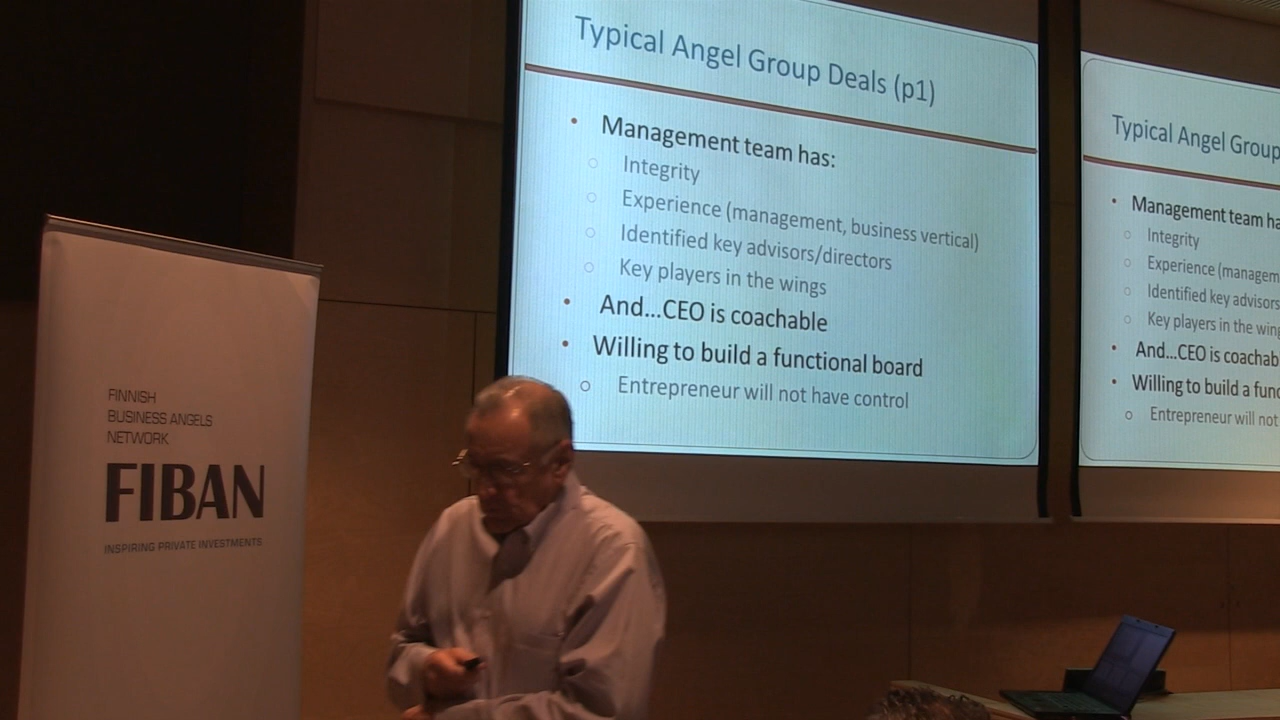 FINNISH
BUSINESS ANGELS
NETWORK
FIBAN
INSPIRING PRIVATE INVESTMENTS
Typical Angel Group Deals (p1)
Management team has:
Integrity
Experience (management, business vertical)
Identified key advisors/directors
Key players in the wings
And...CEO is coachable
Willing to build a functional board
Entrepreneur will not have control
Typical Angel Group
Management team ha
Integrity
Experience (managem
Identified key advisors
Key players in the wing
And...CEO is coachab
Willing to build a func
Entrepreneur will not